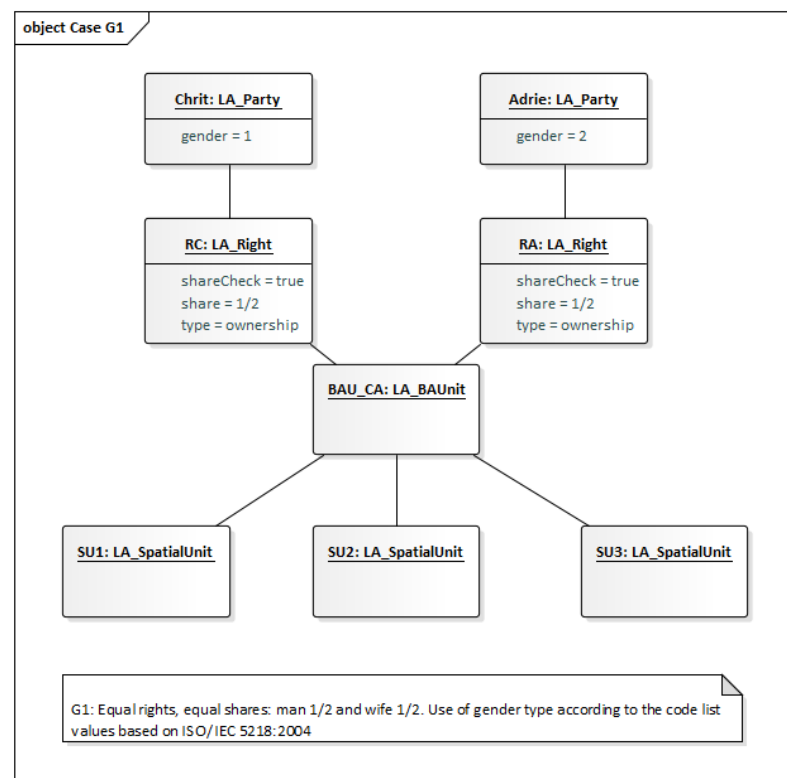 object Case G1
Chrit: LA_Party
gender = 1
Adrie: LA_Party
gender = 2
RC: LA_Right
shareCheck = true
share = 1/2
type = ownership
RA: LA_Right
shareCheck = true
share = 1/2
type = ownership
BAU_CA: LA_BAUnit
SU1: LA_SpatialUnit
SU2: LA_SpatialUnit
SU3: LA_SpatialUnit
G1: Equal rights, equal shares: man 1/2 and wife 1/2. Use of gender type according to the code list
values based on ISO/IEC 5218:2004